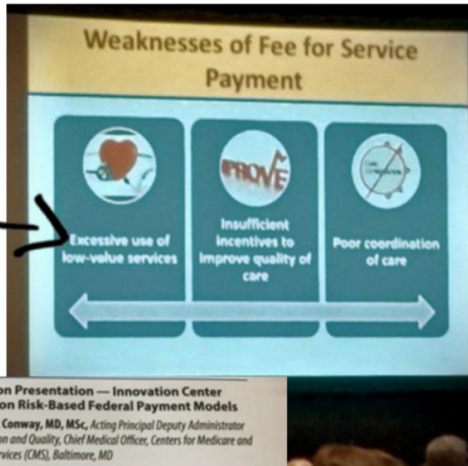 Weaknesses of Fee for Service
Payment
Excessive use of
low-value services
IMPROVE
Insufficient
incentives to
improve quality of
care
Poor coordination
of care
on Presentation — Innovation Center
on Risk-Based Federal Payment Models
Conway, MD, MSc, Acting Principal Deputy Administrator
on and Quality, Chief Medical Officer, Centers for Medicare and
rvices (CMS), Baltimore, MD